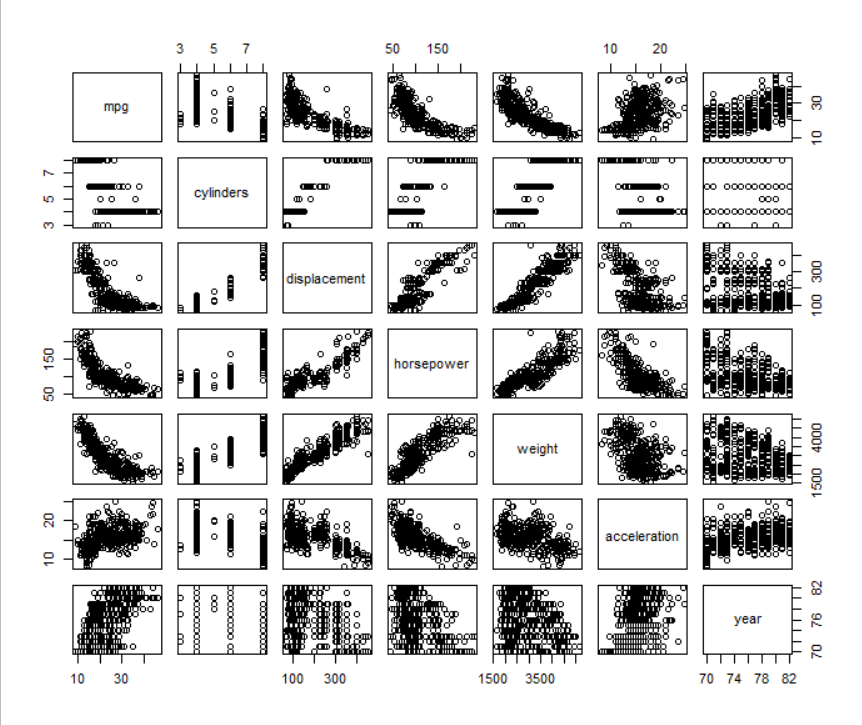 3 5 7 50 150 10 20
mpg
10 30
cylinders
3 5 7
displacement
100 300
horsepower
50 150
weight
1500 4000
acceleration
10 20
year
70 76 82
10 30 100 300 1500 3500 70 74 78 82